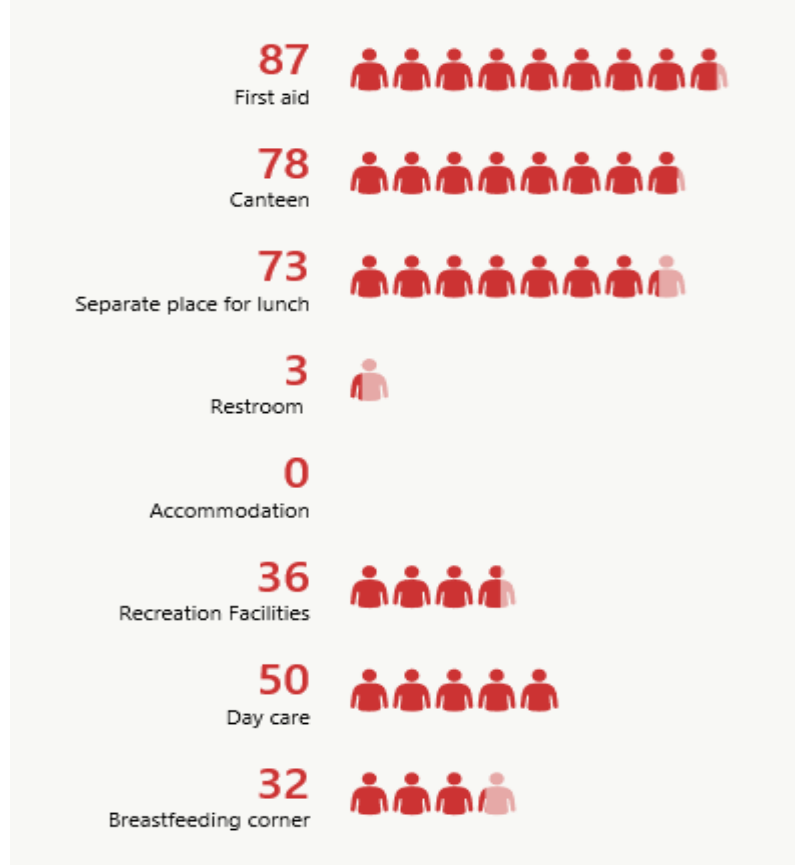 87
First aid
78
Canteen
73
Separate place for lunch
3
Restroom
0
Accommodation
36
Recreation Facilities
50
Day care
32
Breastfeeding corner